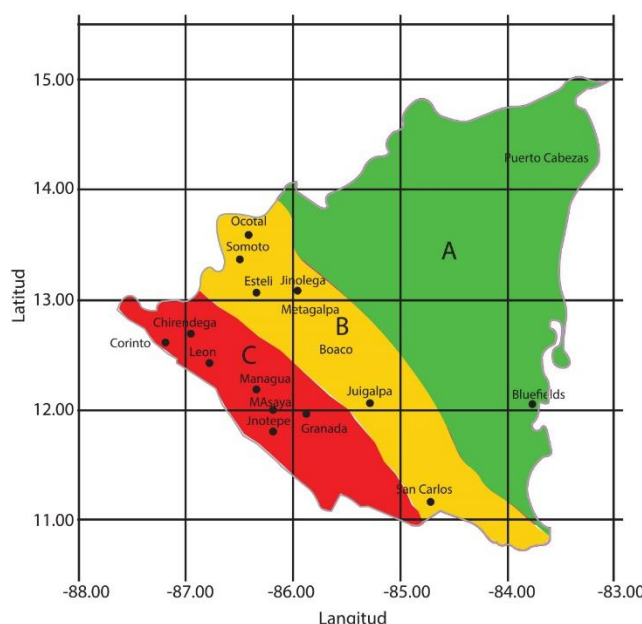 15.00
Puerto Cabezas
14.00
Ocotal
Somoto
A
Esteli
Jinolega
13.00
Metagalpa
Chirendega
B
Corinto
Leon
C
Boaco
Managua
Juigalpa
MAsaya
Bluefields
12.00
Jnotepe
Granada
San Carlos
11.00
Latitud
-88.00 -87.00 -86.00 -85.00 -84.00 -83.00
Langitud